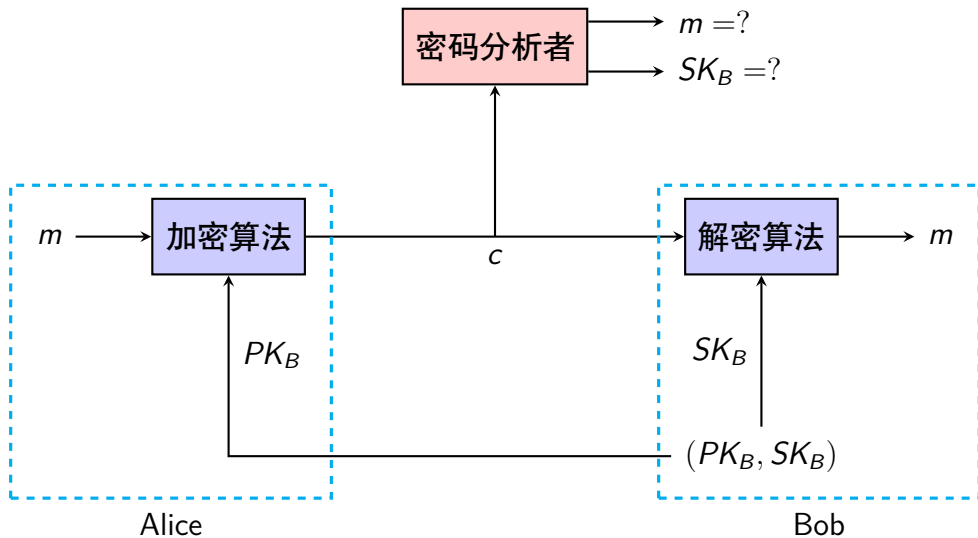 密码分析者
m =?
SK_B =?
m
加密算法
c
解密算法
m
PK_B
SK_B
(PK_B, SK_B)
Alice
Bob